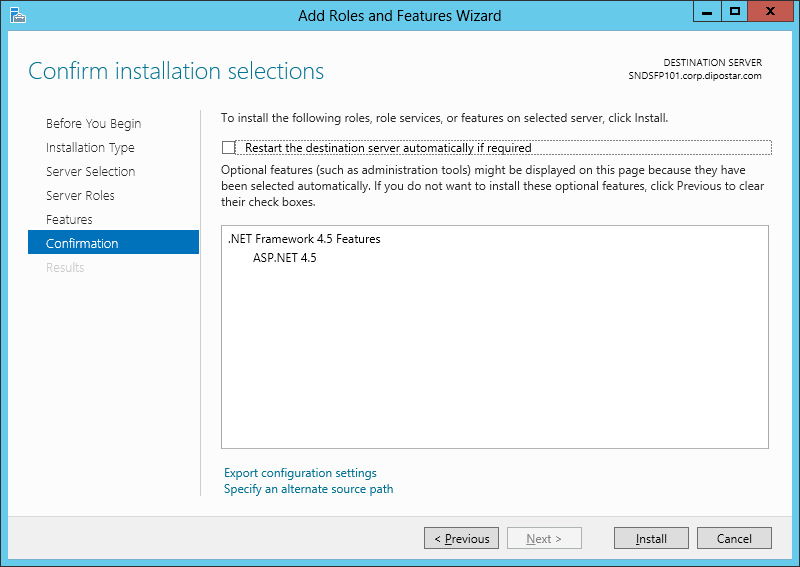 Add Roles and Features Wizard
Confirm installation selections
DESTINATION SERVER
SNDSFP101.corp.dipostar.com
Before You Begin
Installation Type
Server Selection
Server Roles
Features
Confirmation
Results
To install the following roles, role services, or features on selected server, click Install.
Restart the destination server automatically if required
Optional features (such as administration tools) might be displayed on this page because they have
been selected automatically. If you do not want to install these optional features, click Previous to clear
their check boxes.
.NET Framework 4.5 Features
ASP.NET 4.5
Export configuration settings
Specify an alternate source path
< Previous
Next >
Install
Cancel